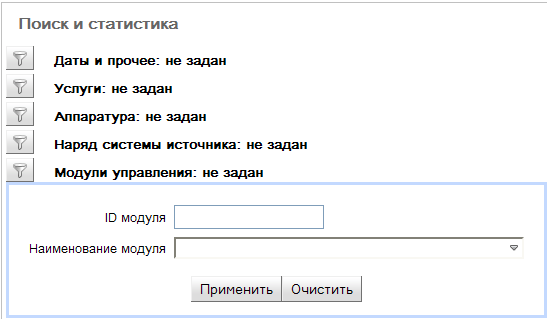 Поиск и статистика
Даты и прочее: не задан
Услуги: не задан
Аппаратура: не задан
Наряд системы источника: не задан
Модули управления: не задан
ID модуля
Наименование модуля
Применить Очистить